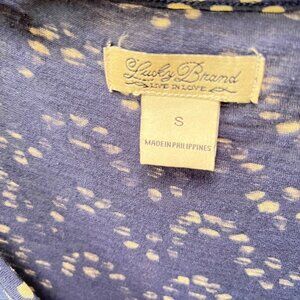 Lucky Brand
LIVE IN LOVE
S
MADE IN PHILIPPINES